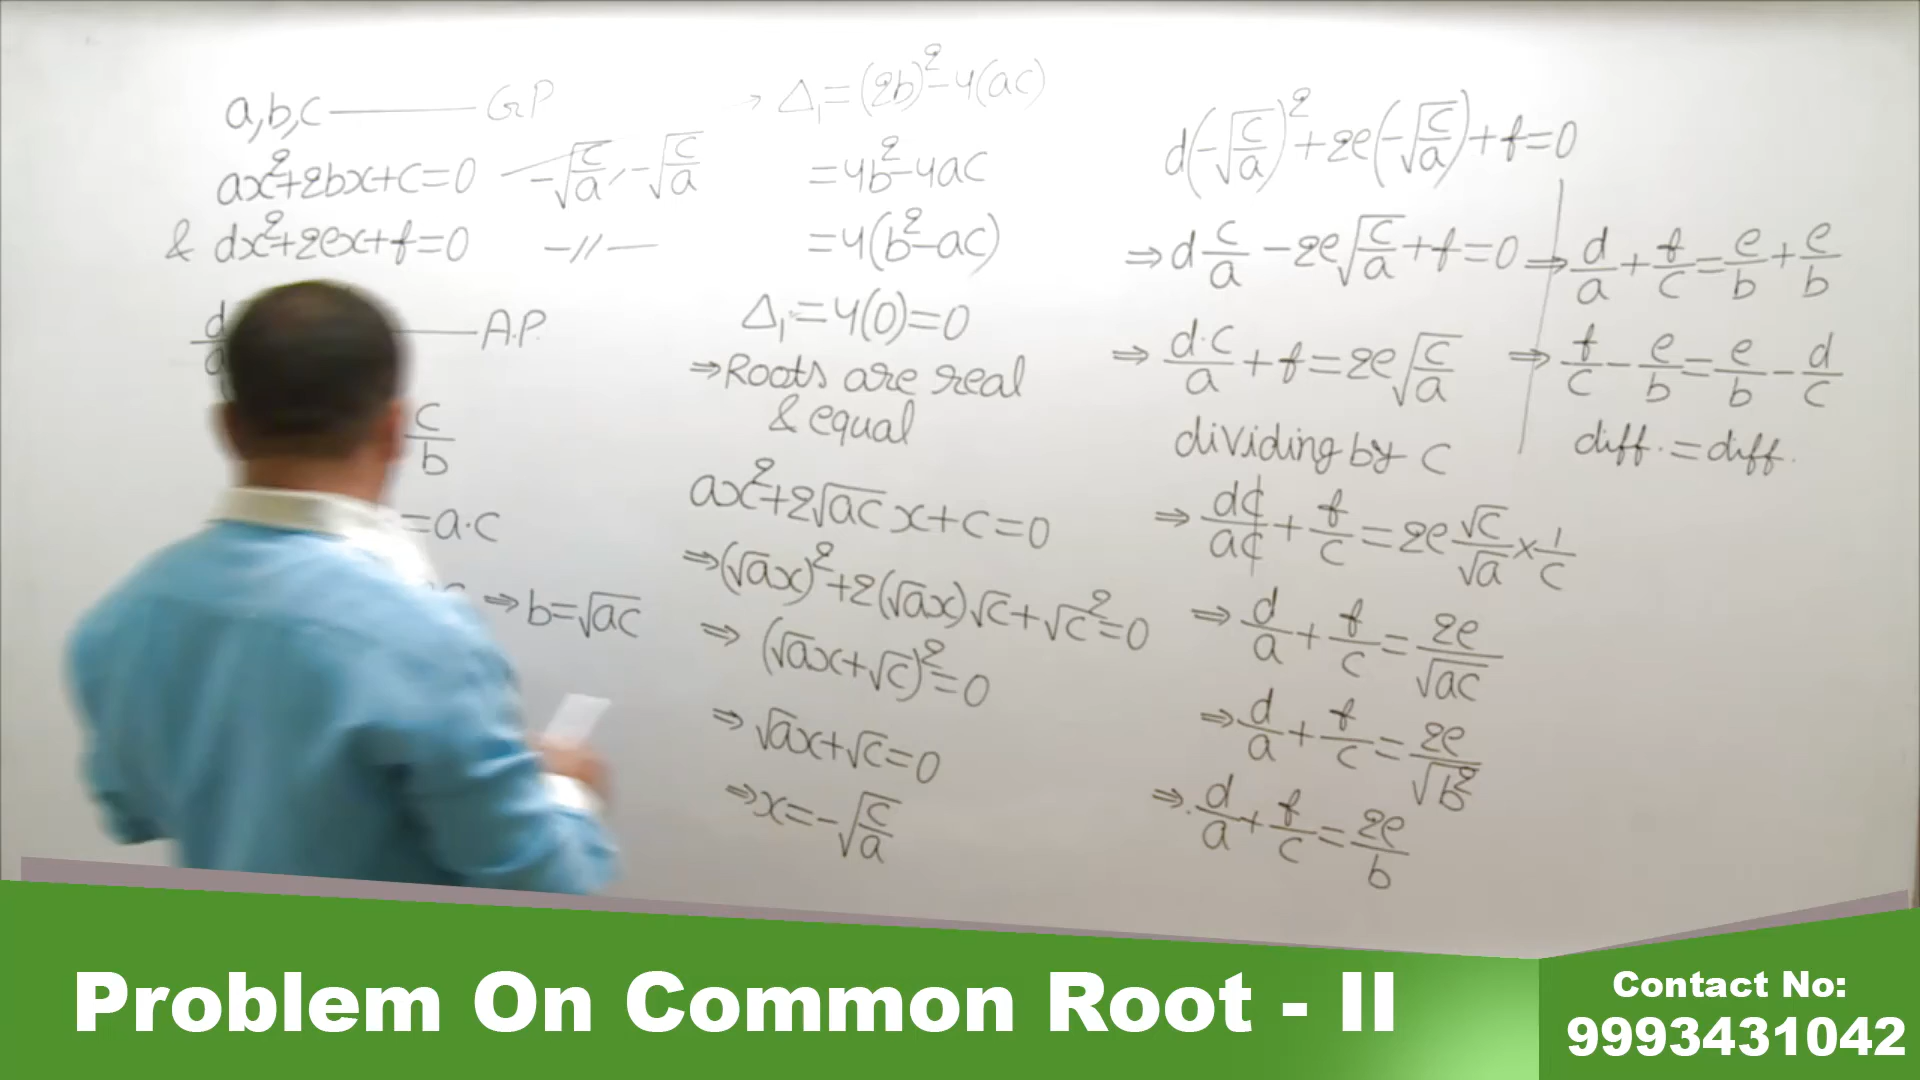 a,b,c ——— GP
ax²+2bx+c=0 -√(c/a), -√(c/a)
& dx²+2ex+f=0 -//-
d/a ——— A.P.
c/b
=a·c
⇒ b=√ac
→ Δ₁=(2b)²-4(ac)
=4b²-4ac
=4(b²-ac)
Δ₁=4(0)=0
⇒Roots are real
& equal
ax²+2√ac x+c=0
⇒(√ax)²+2(√ax)√c+√c²=0
⇒ (√ax+√c)²=0
⇒ √ax+√c=0
⇒x=-√(c/a)
d(-√(c/a))²+2e(-√(c/a))+f=0
⇒d c/a -2e√(c/a)+f=0
⇒ d·c/a + f=2e√(c/a)
dividing by c
⇒ dc/ac + f/c = 2e √c/√a × 1/c
⇒ d/a + f/c = 2e/√ac
⇒ d/a + f/c = 2e/√b²
⇒ d/a + f/c = 2e/b
⇒ d/a + f/c = e/b + e/b
⇒ f/c - e/b = e/b - d/c
diff. = diff.
Problem On Common Root - II
Contact No:
9993431042